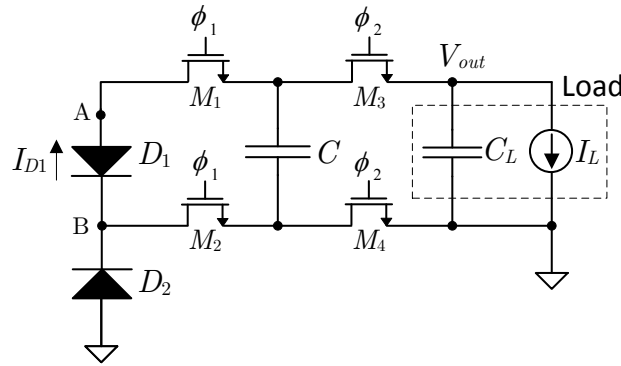 ϕ1 ϕ2
Vout
Load
A M1 M3
ID1 D1 C CL IL
ϕ1 ϕ2
B
M2 M4
D2